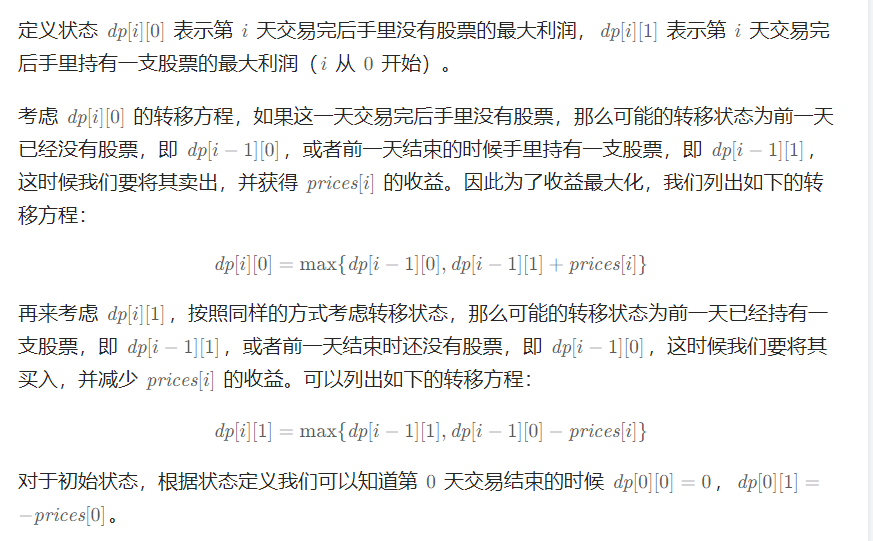 定义状态 dp[i][0] 表示第 i 天交易完后手里没有股票的最大利润， dp[i][1] 表示第 i 天交易完
后手里持有一支股票的最大利润（i 从 0 开始）。
考虑 dp[i][0] 的转移方程，如果这一天交易完后手里没有股票，那么可能的转移状态为前一天
已经没有股票，即 dp[i − 1][0]，或者前一天结束的时候手里持有一支股票，即 dp[i − 1][1]，
这时候我们要将其卖出，并获得 prices[i] 的收益。因此为了收益最大化，我们列出如下的转
移方程：
dp[i][0] = max{dp[i − 1][0], dp[i − 1][1] + prices[i]}
再来考虑 dp[i][1]，按照同样的方式考虑转移状态，那么可能的转移状态为前一天已经持有一
支股票，即 dp[i − 1][1]，或者前一天结束时还没有股票，即 dp[i − 1][0]，这时候我们要将其
买入，并减少 prices[i] 的收益。可以列出如下的转移方程：
dp[i][1] = max{dp[i − 1][1], dp[i − 1][0] − prices[i]}
对于初始状态，根据状态定义我们可以知道第 0 天交易结束的时候 dp[0][0] = 0， dp[0][1] =
−prices[0]。